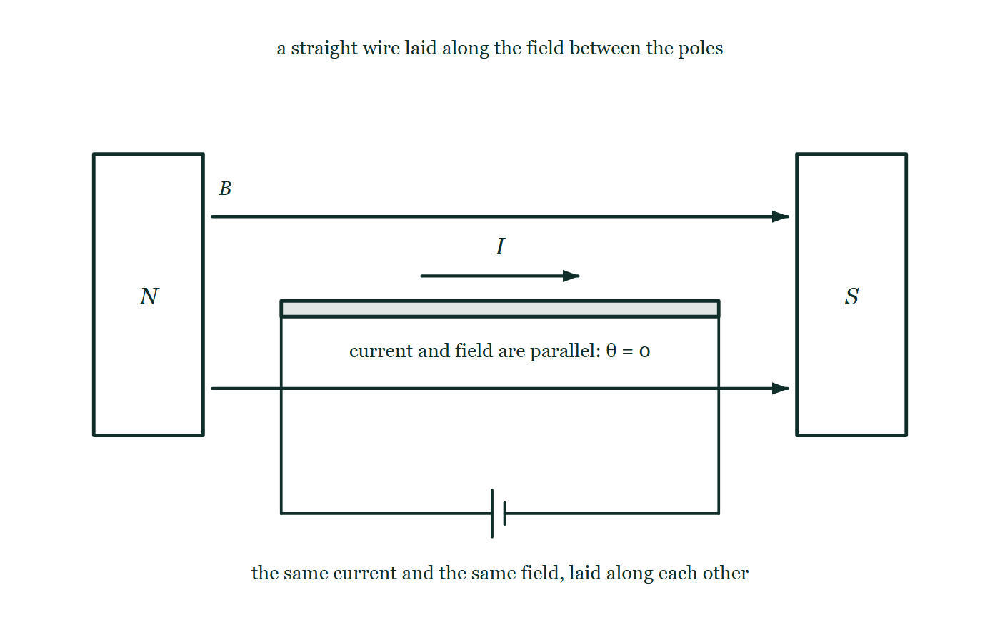 a straight wire laid along the field between the poles
B
I
N
S
current and field are parallel: θ = 0
the same current and the same field, laid along each other